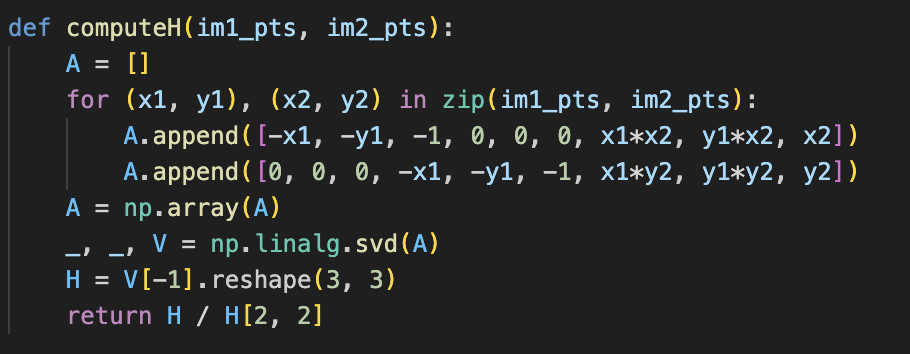 def computeH(im1_pts, im2_pts):
    A = []
    for (x1, y1), (x2, y2) in zip(im1_pts, im2_pts):
        A.append([-x1, -y1, -1, 0, 0, 0, x1*x2, y1*x2, x2])
        A.append([0, 0, 0, -x1, -y1, -1, x1*y2, y1*y2, y2])
    A = np.array(A)
    _, _, V = np.linalg.svd(A)
    H = V[-1].reshape(3, 3)
    return H / H[2, 2]